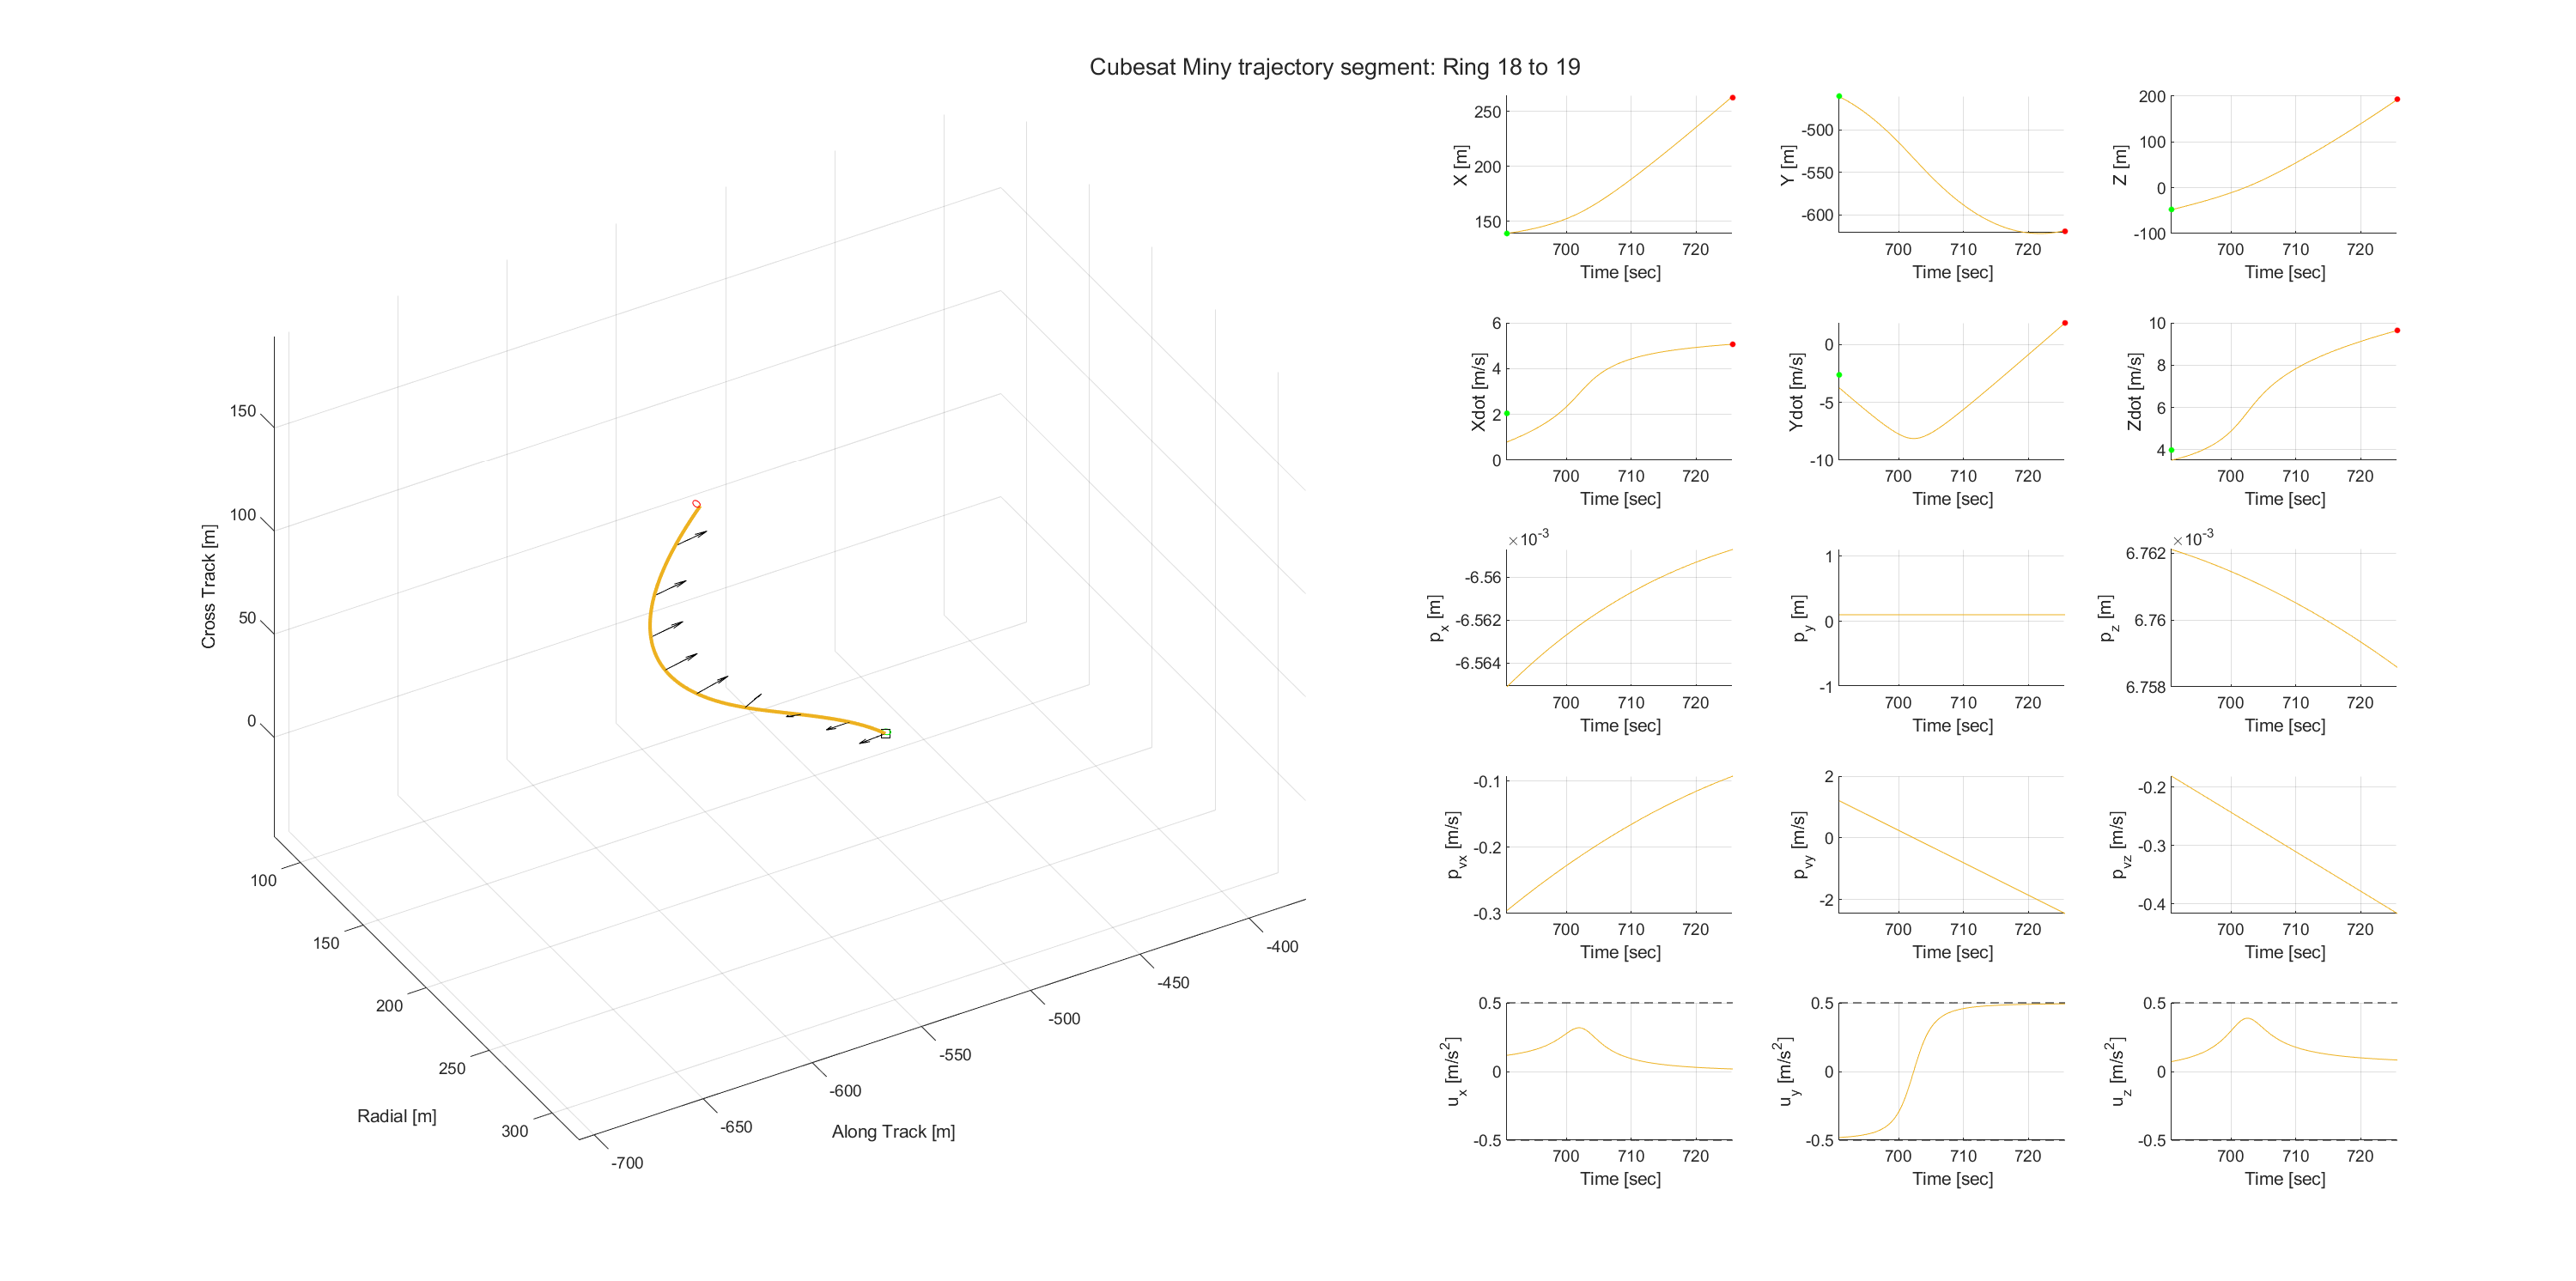 Cubesat Miny trajectory segment: Ring 18 to 19
150
100
50
0
Cross Track [m]
100
150
200
250
300
Radial [m]
-700
-650
-600
-550
-500
-450
-400
Along Track [m]
250
200
150
X [m]
700 710 720
Time [sec]
-500
-550
-600
Y [m]
700 710 720
Time [sec]
200
100
0
-100
Z [m]
700 710 720
Time [sec]
6
4
2
0
Xdot [m/s]
700 710 720
Time [sec]
0
-5
-10
Ydot [m/s]
700 710 720
Time [sec]
10
8
6
4
Zdot [m/s]
700 710 720
Time [sec]
×10^-3
-6.56
-6.562
-6.564
p_x [m]
700 710 720
Time [sec]
1
0
-1
p_y [m]
700 710 720
Time [sec]
×10^-3
6.762
6.76
6.758
p_z [m]
700 710 720
Time [sec]
-0.1
-0.2
-0.3
p_vx [m/s]
700 710 720
Time [sec]
2
0
-2
p_vy [m/s]
700 710 720
Time [sec]
-0.2
-0.3
-0.4
p_vz [m/s]
700 710 720
Time [sec]
0.5
0
-0.5
u_x [m/s^2]
700 710 720
Time [sec]
0.5
0
-0.5
u_y [m/s^2]
700 710 720
Time [sec]
0.5
0
-0.5
u_z [m/s^2]
700 710 720
Time [sec]